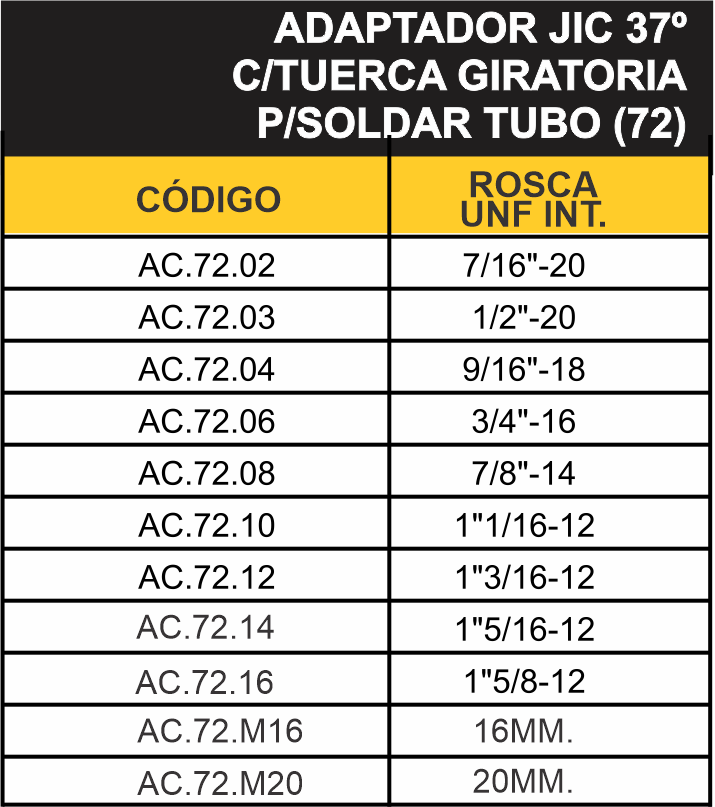 ADAPTADOR JIC 37º
C/TUERCA GIRATORIA
P/SOLDAR TUBO (72)
CÓDIGO ROSCA UNF INT.
AC.72.02 7/16"-20
AC.72.03 1/2"-20
AC.72.04 9/16"-18
AC.72.06 3/4"-16
AC.72.08 7/8"-14
AC.72.10 1"1/16-12
AC.72.12 1"3/16-12
AC.72.14 1"5/16-12
AC.72.16 1"5/8-12
AC.72.M16 16MM.
AC.72.M20 20MM.